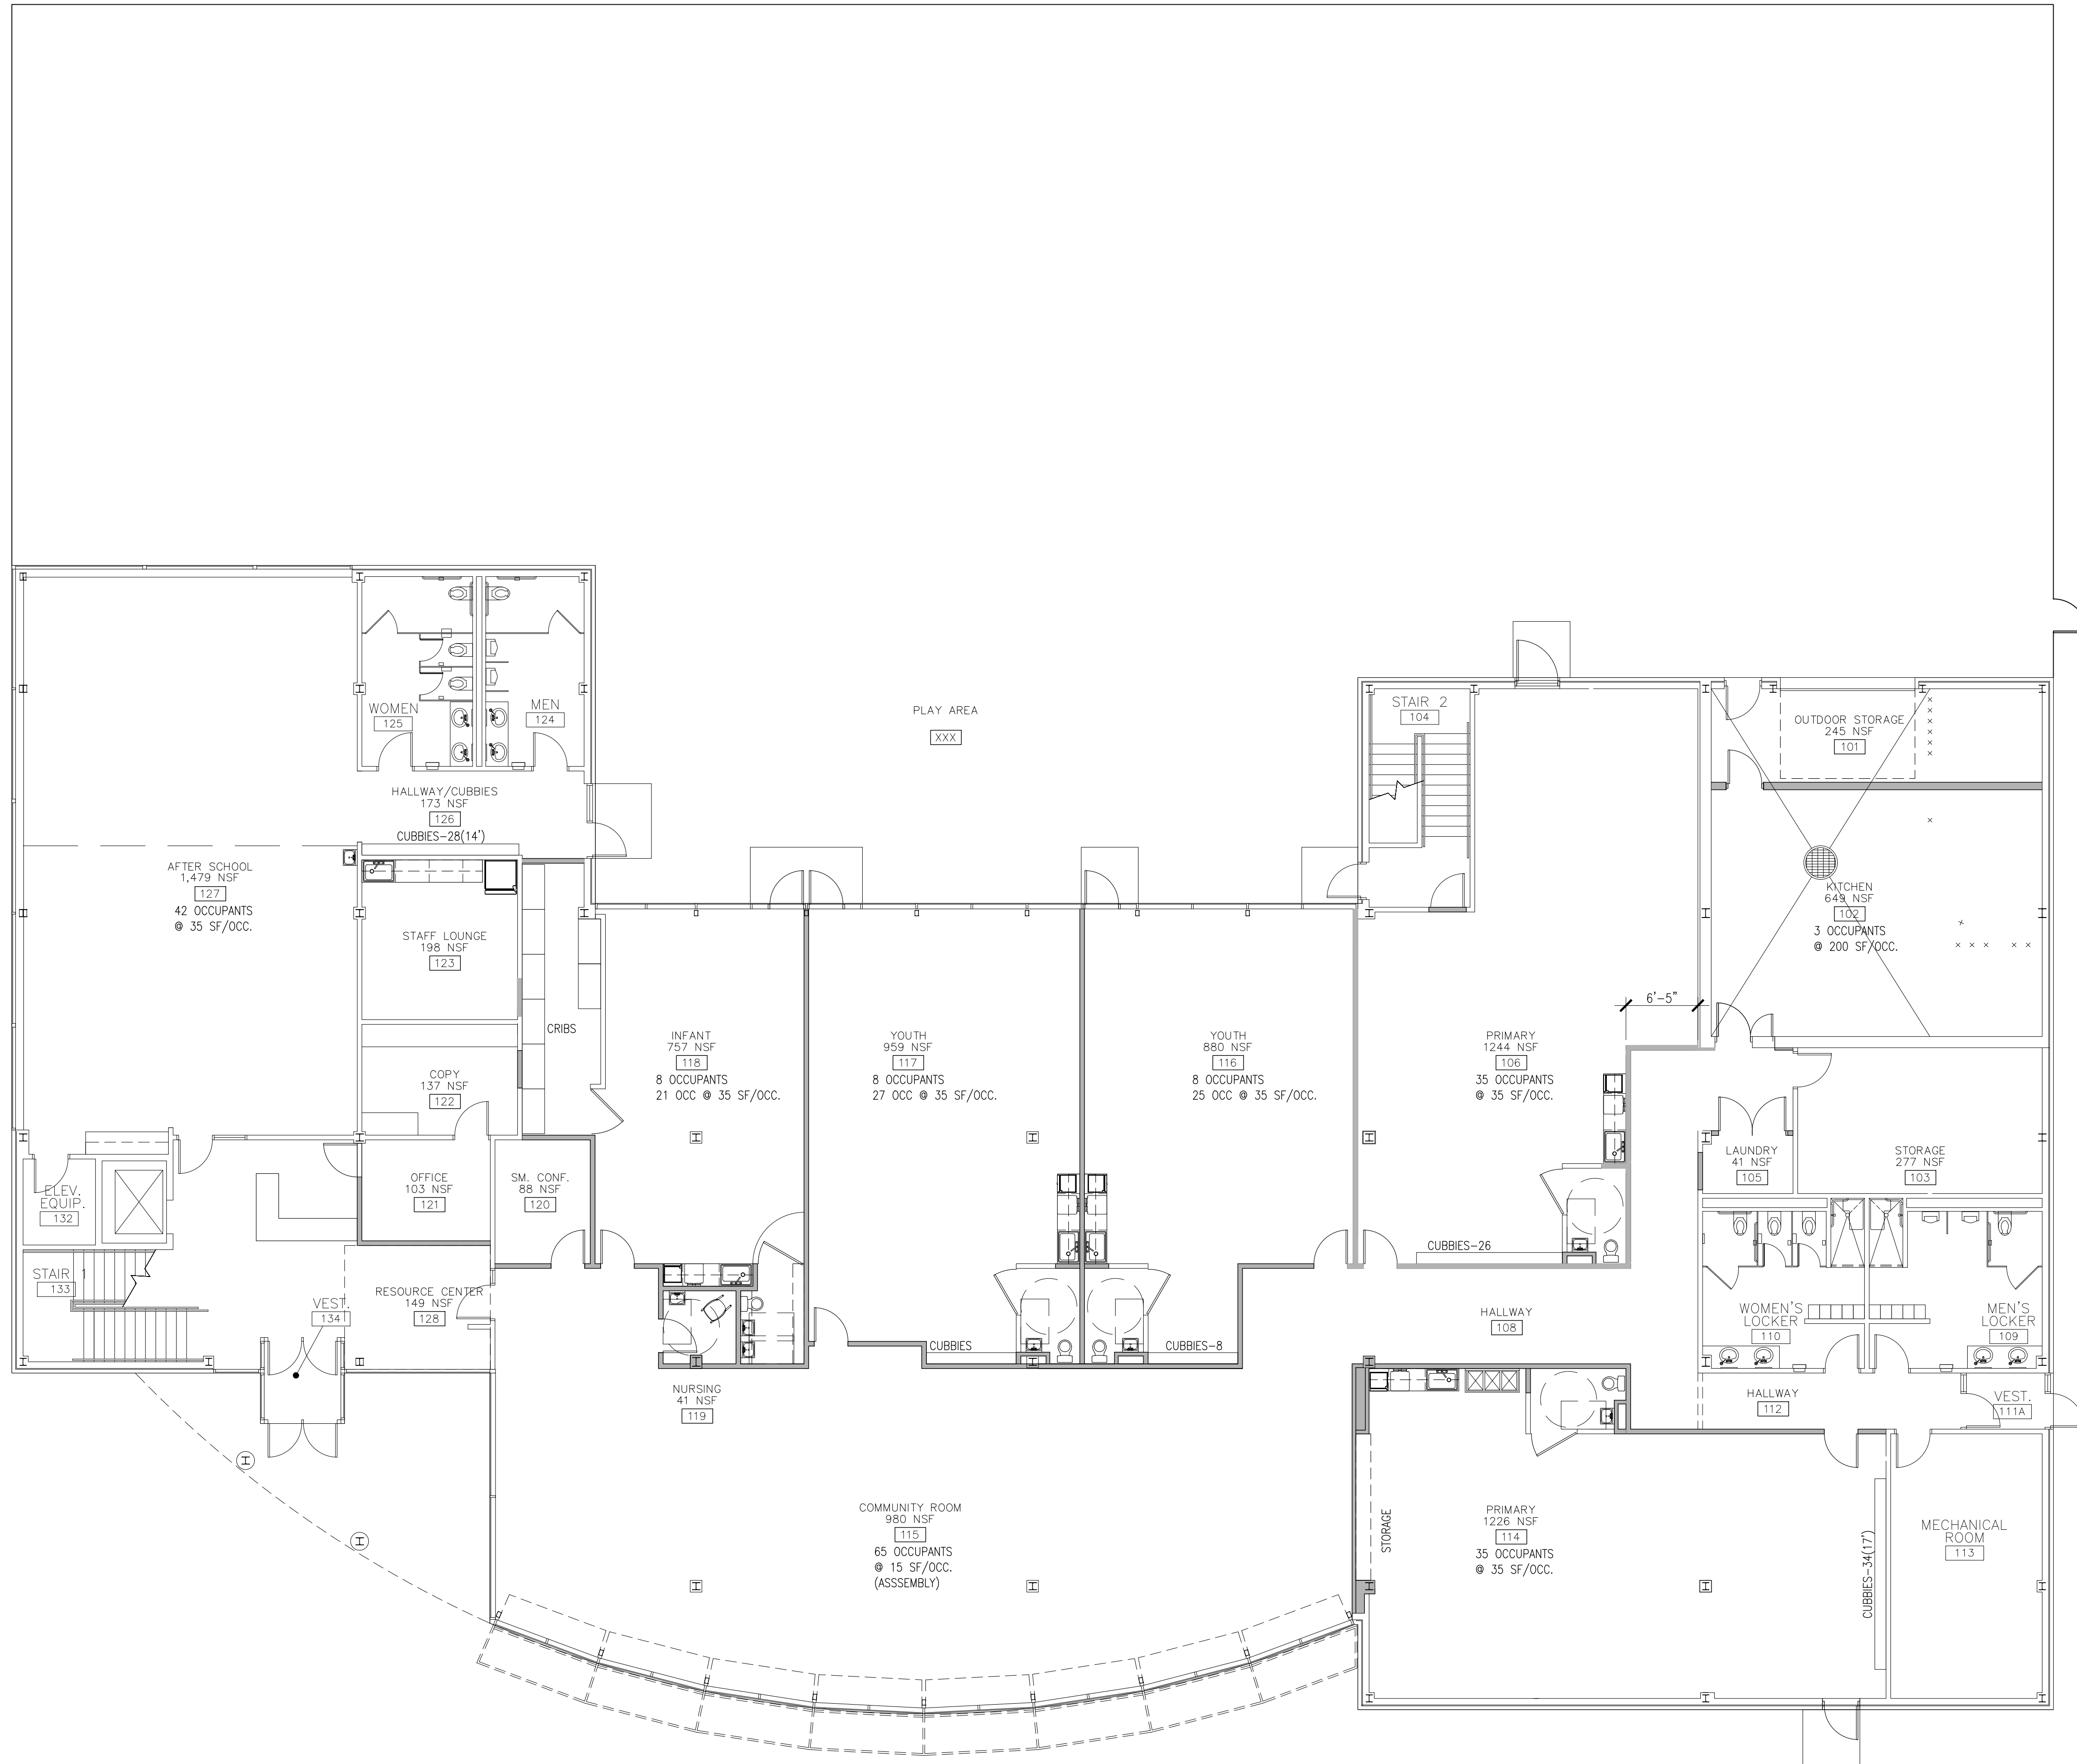 WOMEN
125
MEN
124
PLAY AREA
XXX
STAIR 2
104
OUTDOOR STORAGE
245 NSF
101
HALLWAY/CUBBIES
173 NSF
126
CUBBIES-28(14')
AFTER SCHOOL
1,479 NSF
127
42 OCCUPANTS
@ 35 SF/OCC.
KITCHEN
649 NSF
102
3 OCCUPANTS
@ 200 SF/OCC.
STAFF LOUNGE
198 NSF
123
6'-5"
CRIBS
INFANT
757 NSF
118
8 OCCUPANTS
21 OCC @ 35 SF/OCC.
YOUTH
959 NSF
117
8 OCCUPANTS
27 OCC @ 35 SF/OCC.
YOUTH
880 NSF
116
8 OCCUPANTS
25 OCC @ 35 SF/OCC.
PRIMARY
1244 NSF
106
35 OCCUPANTS
@ 35 SF/OCC.
COPY
137 NSF
122
LAUNDRY
41 NSF
105
STORAGE
277 NSF
103
OFFICE
103 NSF
121
SM. CONF.
88 NSF
120
ELEV.
EQUIP.
132
CUBBIES-26
STAIR 1
133
VEST.
134
RESOURCE CENTER
149 NSF
128
HALLWAY
108
WOMEN'S
LOCKER
110
MEN'S
LOCKER
109
CUBBIES
CUBBIES-8
NURSING
41 NSF
119
HALLWAY
112
VEST.
111A
COMMUNITY ROOM
980 NSF
115
65 OCCUPANTS
@ 15 SF/OCC.
(ASSSEMBLY)
STORAGE
PRIMARY
1226 NSF
114
35 OCCUPANTS
@ 35 SF/OCC.
CUBBIES-34(17")
MECHANICAL
ROOM
113